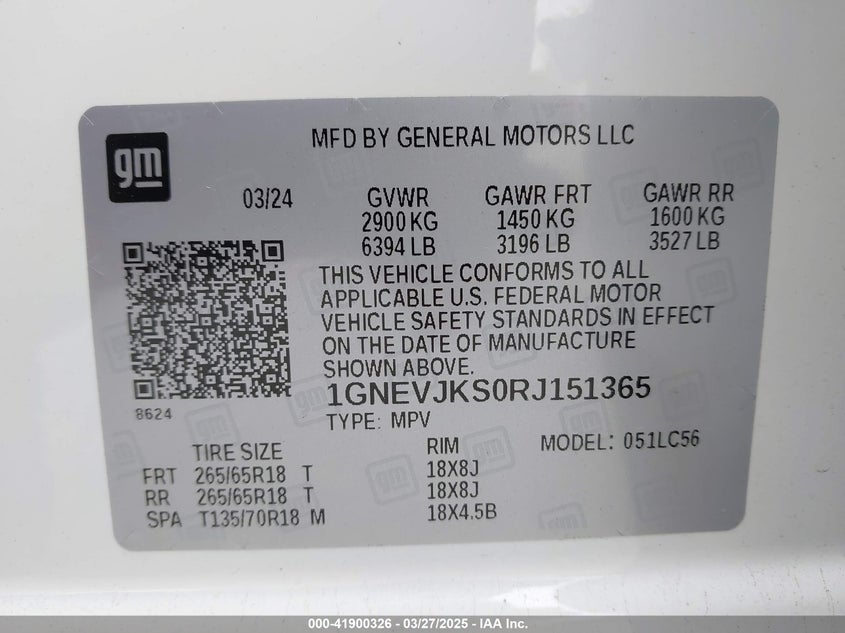 gm
MFD BY GENERAL MOTORS LLC
03/24 GVWR GAWR FRT GAWR RR
2900 KG 1450 KG 1600 KG
6394 LB 3196 LB 3527 LB
THIS VEHICLE CONFORMS TO ALL
APPLICABLE U.S. FEDERAL MOTOR
VEHICLE SAFETY STANDARDS IN EFFECT
ON THE DATE OF MANUFACTURE
SHOWN ABOVE.
1GNEVJKS0RJ151365
8624
TYPE: MPV
TIRE SIZE RIM MODEL: 051LC56
FRT 265/65R18 T 18X8J
RR 265/65R18 T 18X8J
SPA T135/70R18 M 18X4.5B
000-41900326 | 03/27/2025 - IAA Inc.